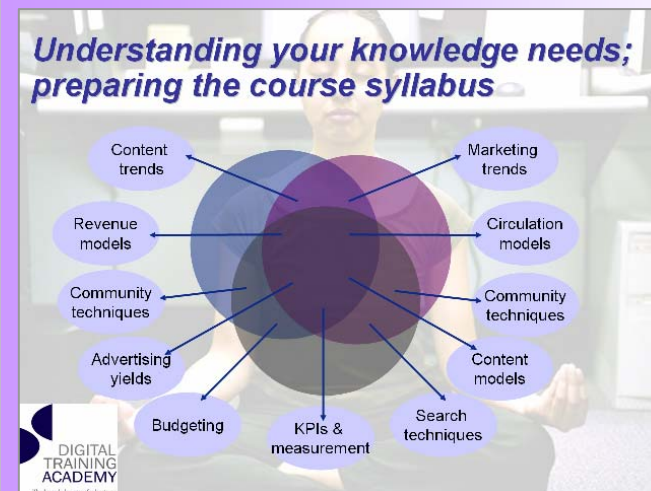 Understanding your knowledge needs;
preparing the course syllabus
Content
trends
Marketing
trends
Revenue
models
Circulation
models
Community
techniques
Community
techniques
Advertising
yields
Content
models
Budgeting
KPIs &
measurement
Search
techniques
DIGITAL
TRAINING
ACADEMY